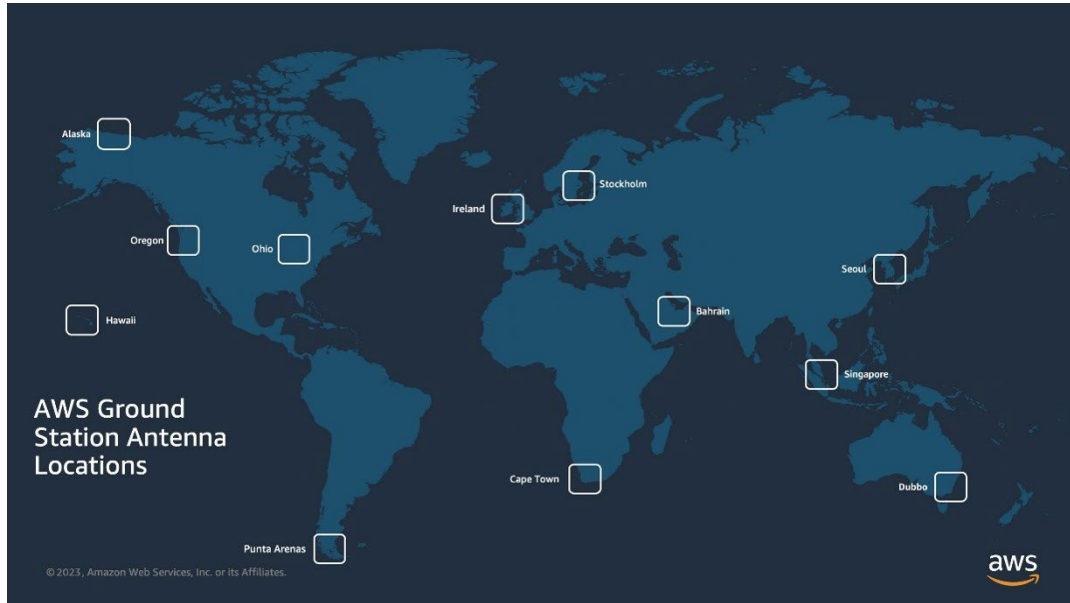 Alaska
Stockholm
Ireland
Oregon
Ohio
Seoul
Bahrain
Hawaii
Singapore
AWS Ground
Station Antenna
Locations
Cape Town
Dubbo
Punta Arenas
© 2023, Amazon Web Services, Inc. or its Affiliates.
aws